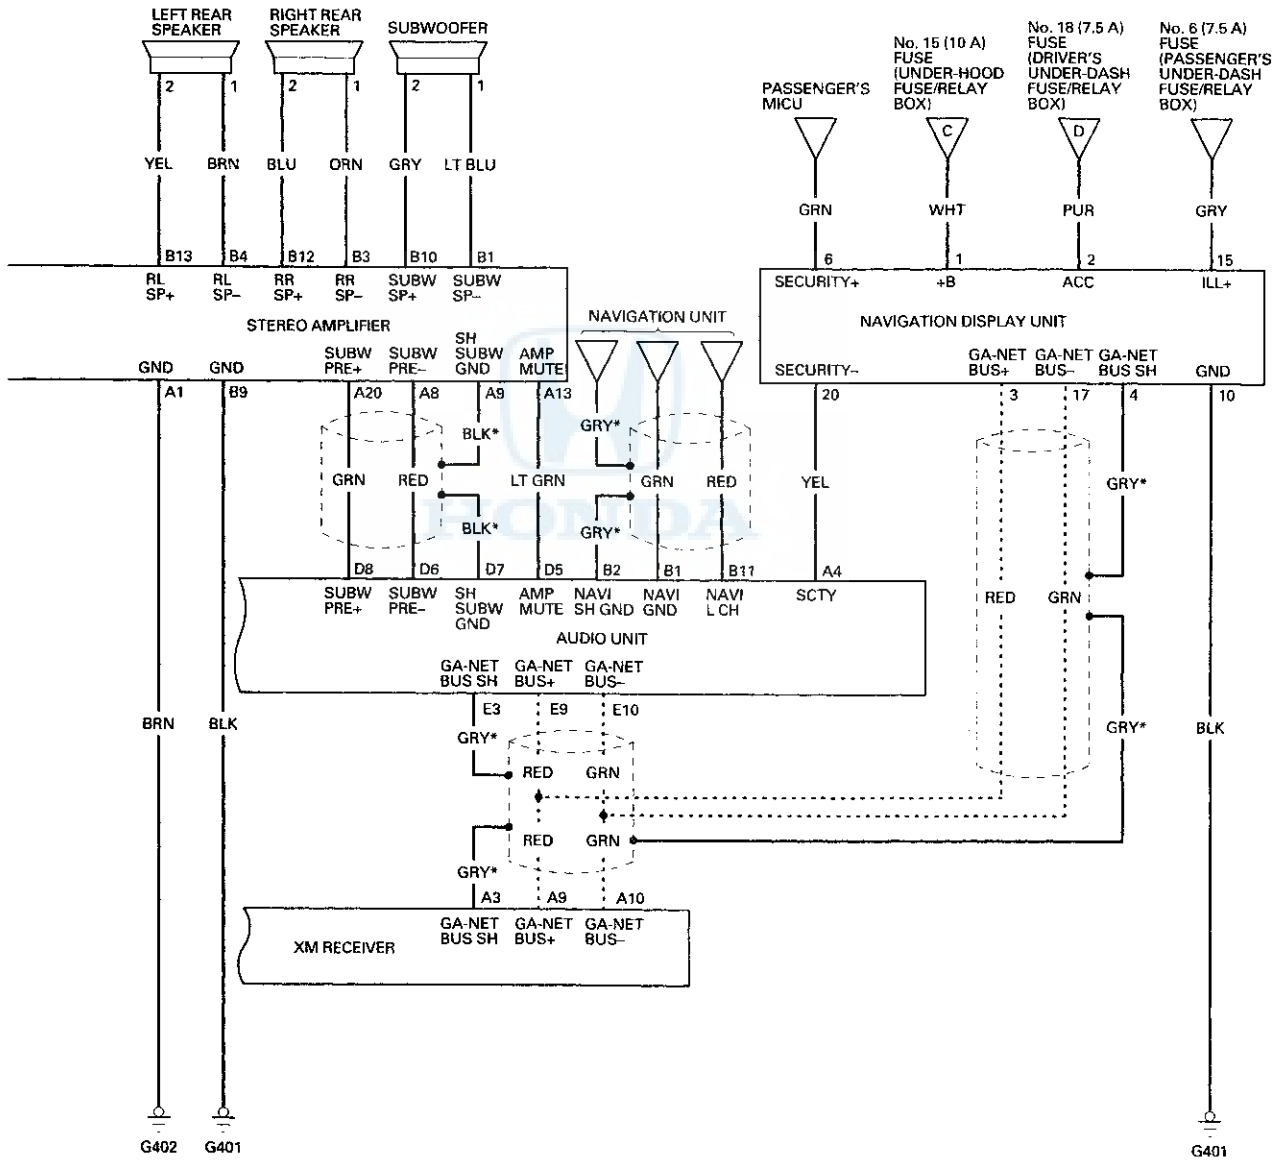 LEFT REAR
SPEAKER
RIGHT REAR
SPEAKER
SUBWOOFER
2
1
2
1
2
1
YEL
BRN
BLU
ORN
GRY
LT BLU
B13
B4
B12
B3
B10
B1
RL
SP+
RL
SP–
RR
SP+
RR
SP–
SUBW
SP+
SUBW
SP–
STEREO AMPLIFIER
GND
GND
SUBW
PRE+
SUBW
PRE–
SH
SUBW
GND
AMP
MUTE
A1
B9
A20
A8
A9
A13
NAVIGATION UNIT
PASSENGER'S
MICU
No. 15 (10 A)
FUSE
(UNDER-HOOD
FUSE/RELAY
BOX)
No. 18 (7.5 A)
FUSE
(DRIVER'S
UNDER-DASH
FUSE/RELAY
BOX)
No. 6 (7.5 A)
FUSE
(PASSENGER'S
UNDER-DASH
FUSE/RELAY
BOX)
C
D
GRN
WHT
PUR
GRY
6
1
2
15
SECURITY+
+B
ACC
ILL+
NAVIGATION DISPLAY UNIT
SECURITY–
GA-NET
BUS+
GA-NET
BUS–
GA-NET
BUS SH
GND
20
3
17
4
10
BLK*
GRY*
GRN
RED
LT GRN
GRN
RED
YEL
GRY*
HONDA
BLK*
GRY*
D8
D6
D7
D5
B2
B1
B11
A4
SUBW
PRE+
SUBW
PRE–
SH
SUBW
GND
AMP
MUTE
NAVI
SH GND
NAVI
GND
NAVI
L CH
SCTY
RED
GRN
AUDIO UNIT
GA-NET
BUS SH
GA-NET
BUS+
GA-NET
BUS–
E3
E9
E10
BRN
BLK
GRY*
GRY*
BLK
RED
GRN
RED
GRN
GRY*
A3
A9
A10
GA-NET
BUS SH
GA-NET
BUS+
GA-NET
BUS–
XM RECEIVER
G402
G401
G401